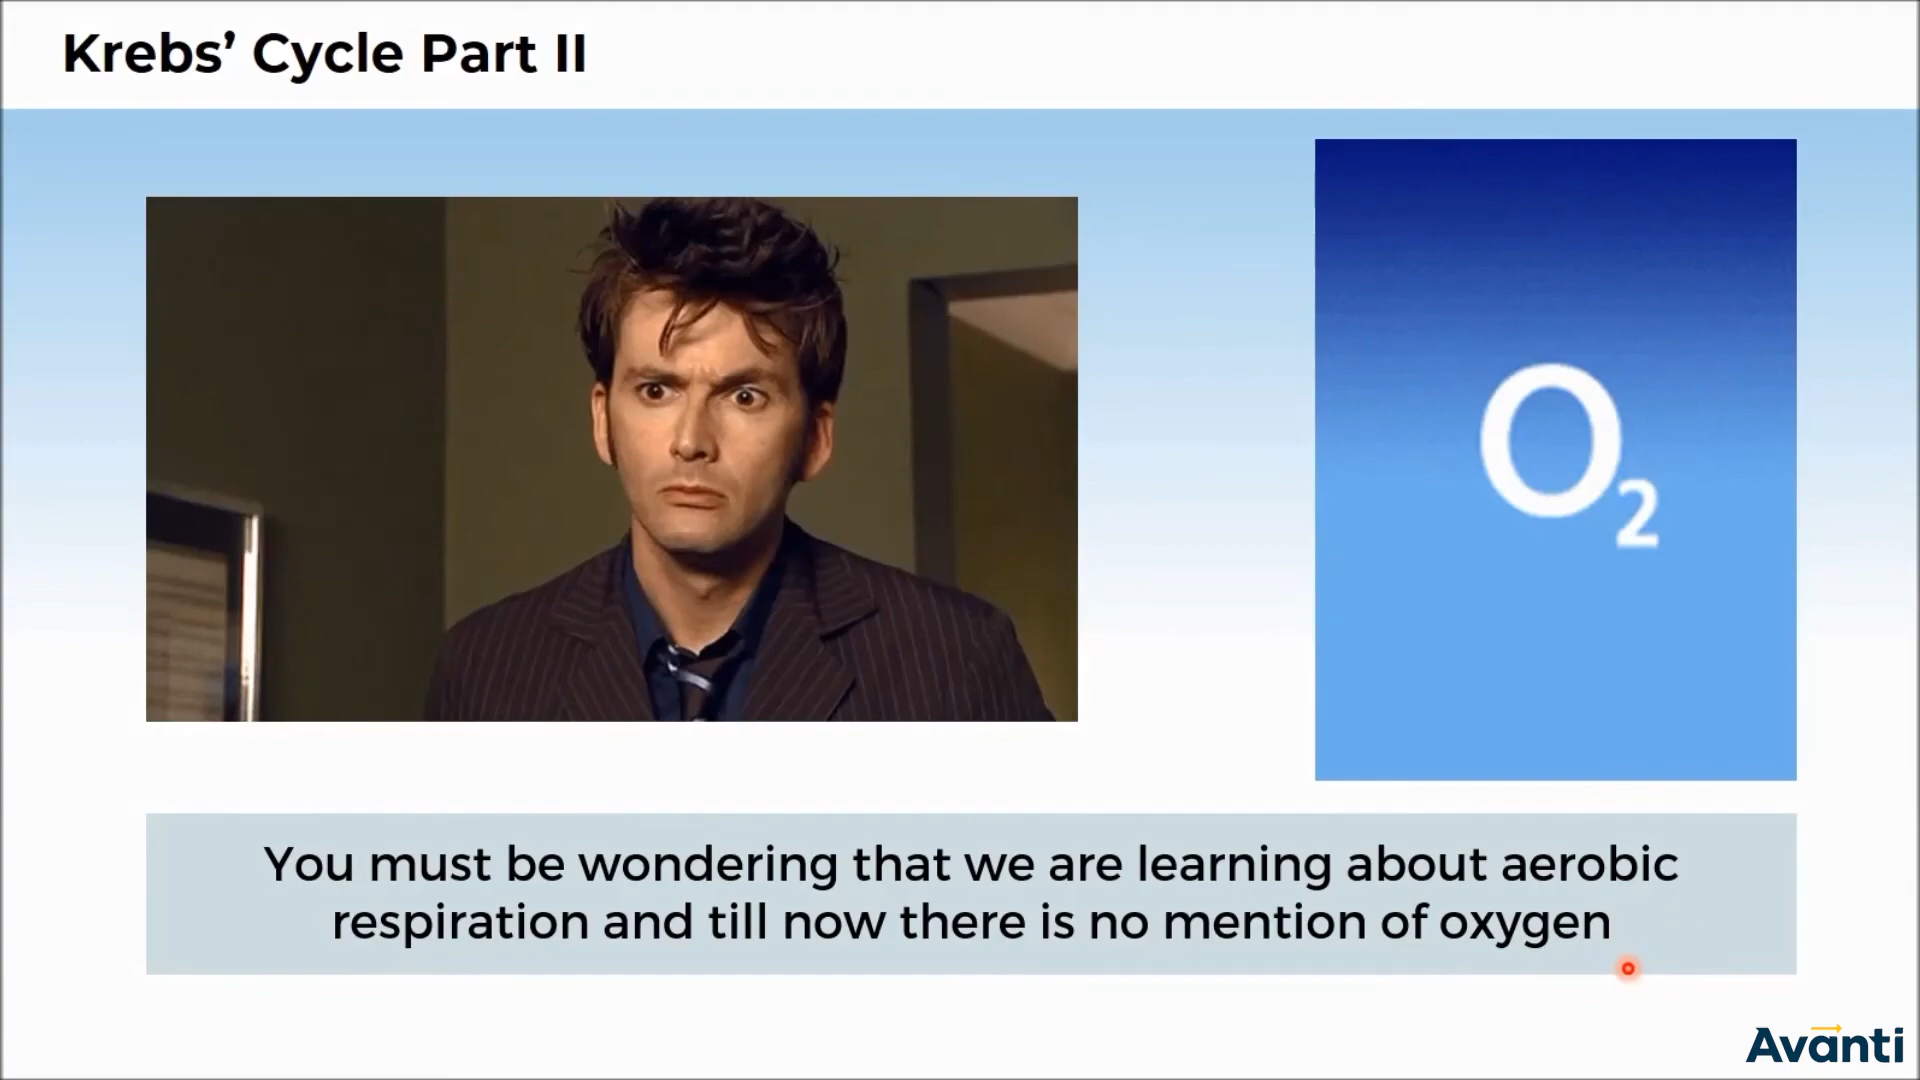 Krebs’ Cycle Part II
O2
You must be wondering that we are learning about aerobic
respiration and till now there is no mention of oxygen
Avanti